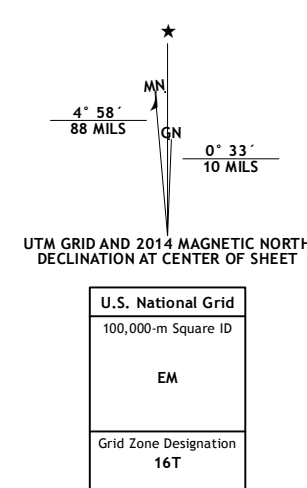 ★
MN
4° 58´
88 MILS
GN
0° 33´
10 MILS
UTM GRID AND 2014 MAGNETIC NORTH
DECLINATION AT CENTER OF SHEET
U.S. National Grid
100,000-m Square ID
EM
Grid Zone Designation
16T